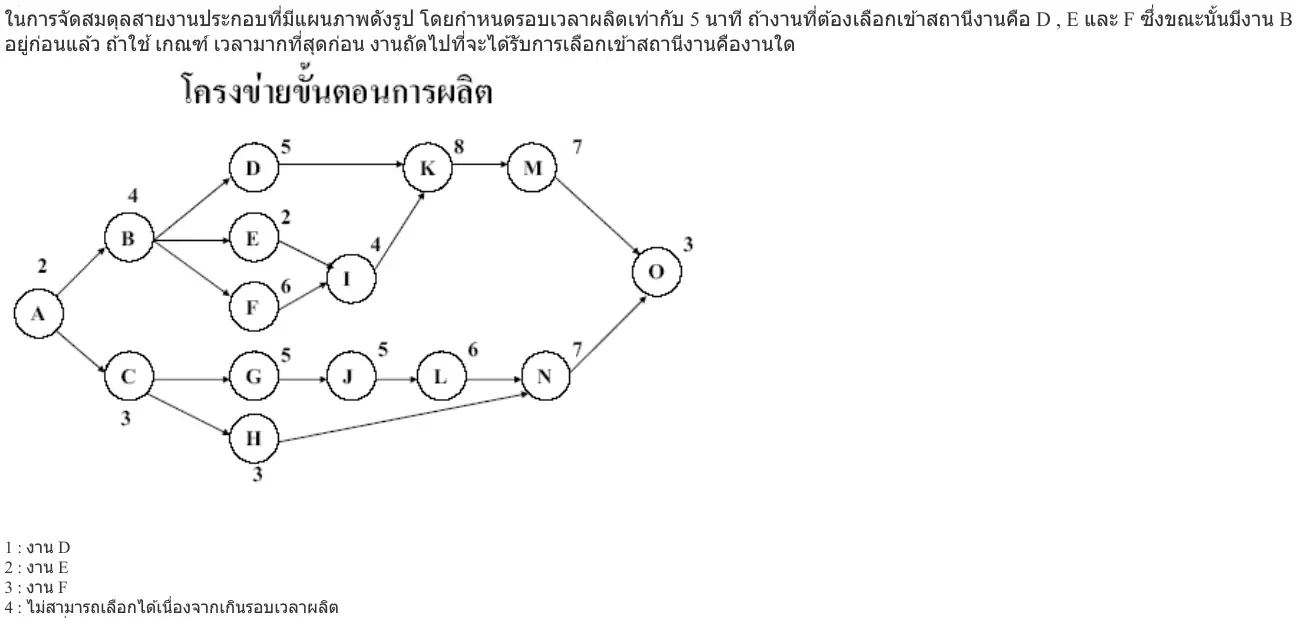 ในการจัดสมดุลสายงานประกอบที่มีแผนภาพดังรูป โดยกำหนดรอบเวลาผลิตเท่ากับ 5 นาที ถ้างานที่ต้องเลือกเข้าสถานีงานคือ D , E และ F ซึ่งขณะนั้นมีงาน B
อยู่ก่อนแล้ว ถ้าใช้ เกณฑ์ เวลามากที่สุดก่อน งานถัดไปที่จะได้รับการเลือกเข้าสถานีงานคืองานใด
โครงข่ายขั้นตอนการผลิต
5 8 7
D K M
4
B 2 E 4 3
2 I O
A 6
F
5 5 6 7
C G J L N
3 H
3
1 : งาน D
2 : งาน E
3 : งาน F
4 : ไม่สามารถเลือกได้เนื่องจากเกินรอบเวลาผลิต